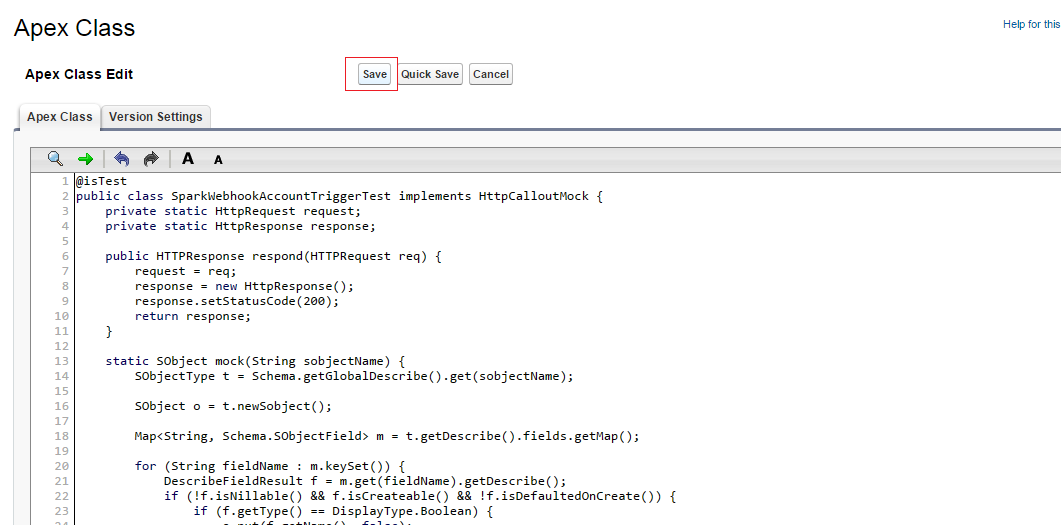 Apex Class
Help for this
Apex Class Edit
Save Quick Save Cancel
Apex Class Version Settings
A A
1 @isTest
2 public class SparkWebhookAccountTriggerTest implements HttpCalloutMock {
3     private static HttpRequest request;
4     private static HttpResponse response;
5
6     public HTTPResponse respond(HTTPRequest req) {
7         request = req;
8         response = new HttpResponse();
9         response.setStatusCode(200);
10         return response;
11     }
12
13     static SObject mock(String sobjectName) {
14         SObjectType t = Schema.getGlobalDescribe().get(sobjectName);
15
16         SObject o = t.newSobject();
17
18         Map<String, Schema.SObjectField> m = t.getDescribe().fields.getMap();
19
20         for (String fieldName : m.keySet()) {
21             DescribeFieldResult f = m.get(fieldName).getDescribe();
22             if (!f.isNillable() && f.isCreateable() && !f.isDefaultedOnCreate()) {
23                 if (f.getType() == DisplayType.Boolean) {